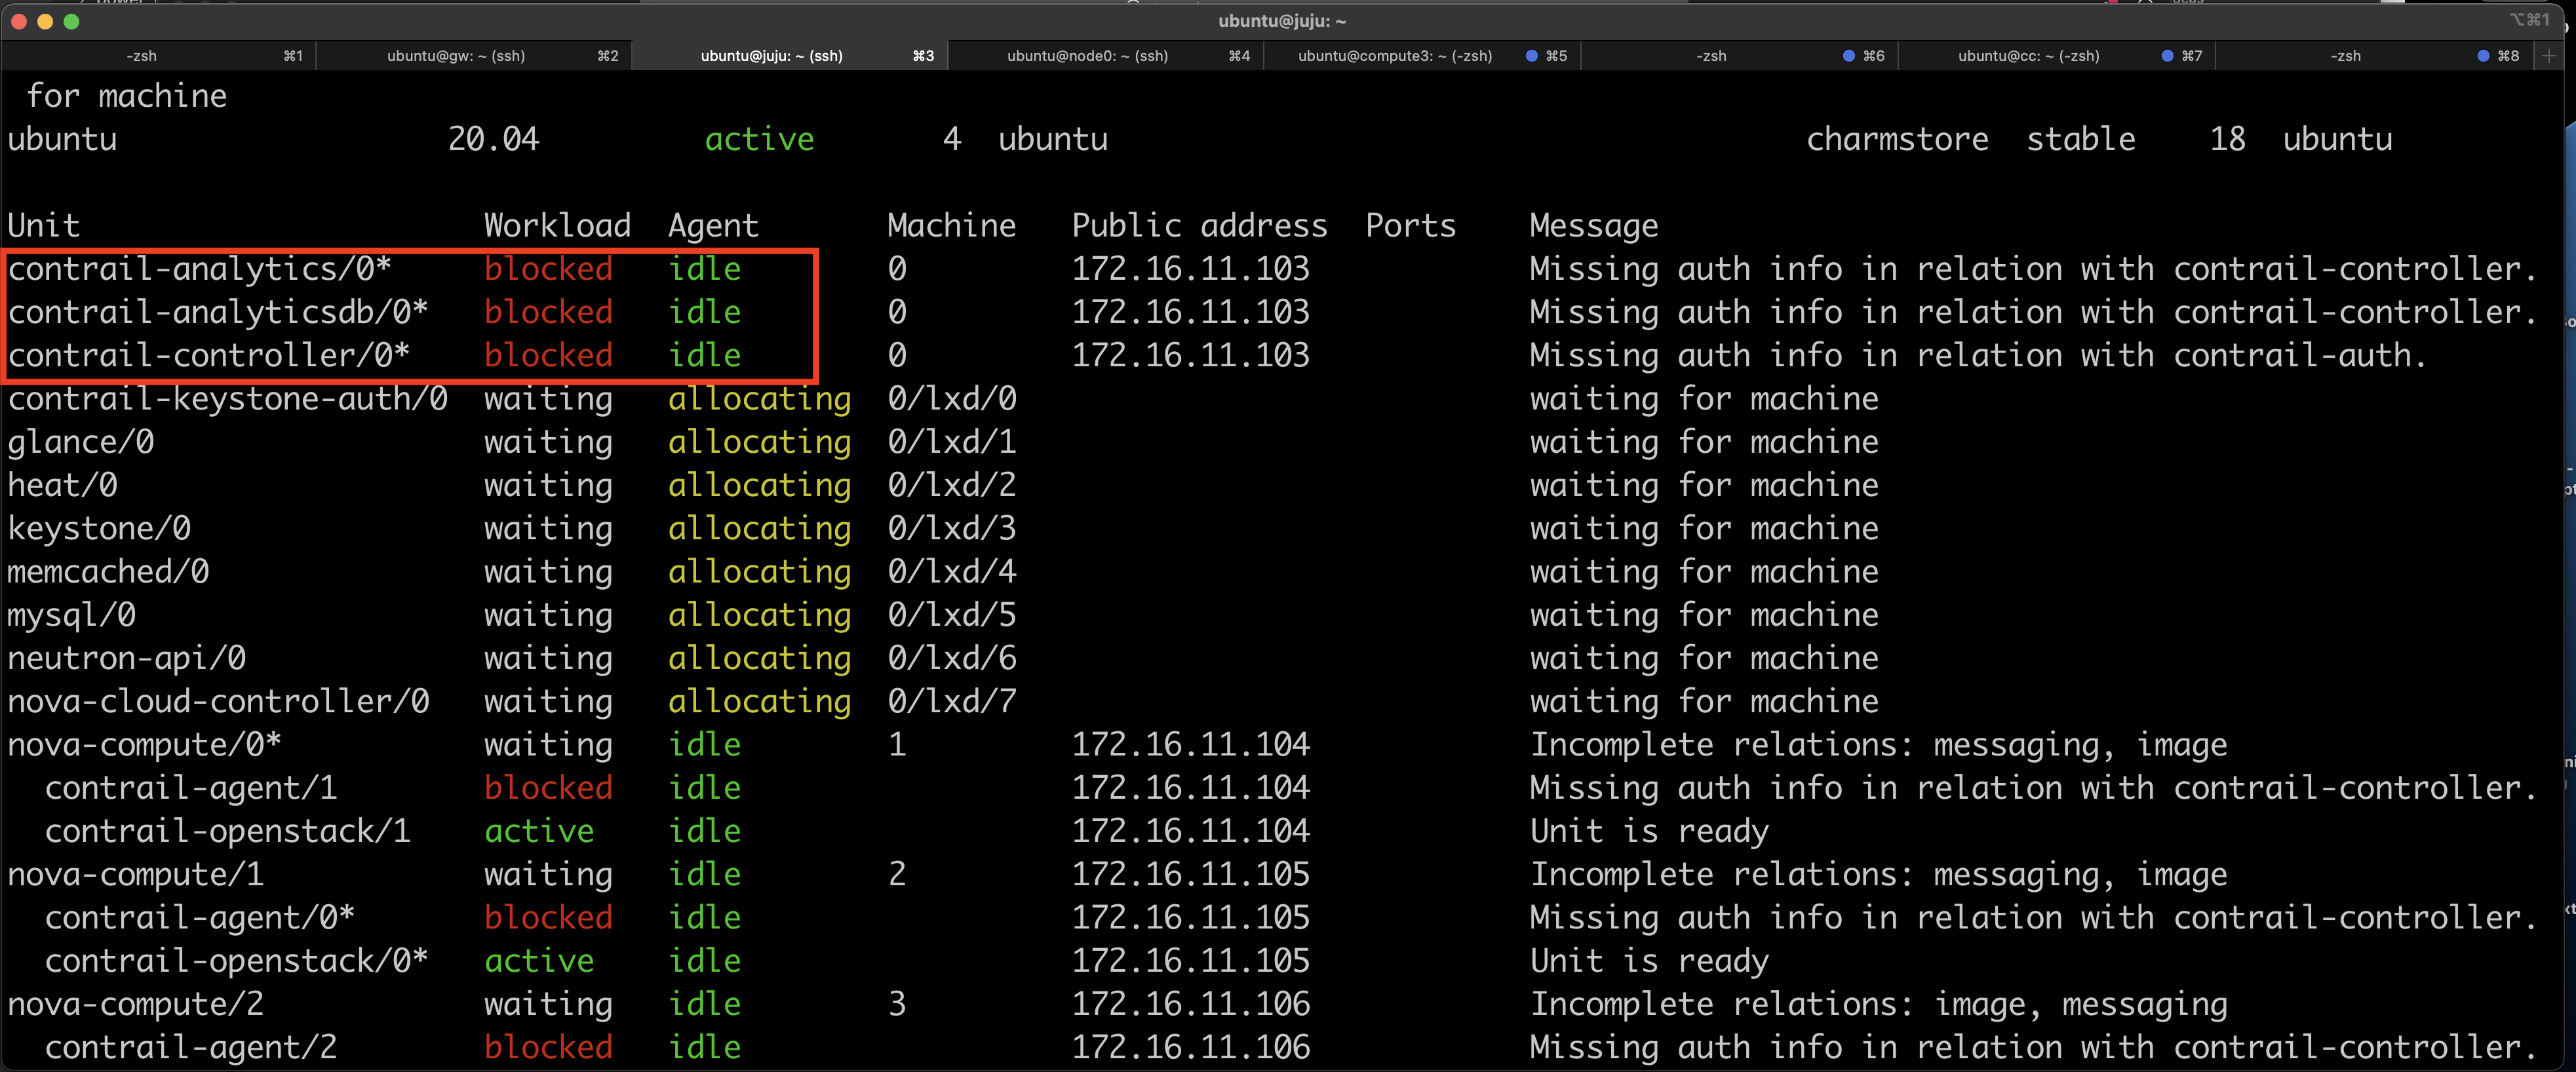 ubuntu@juju: ~ ⌥⌘1
-zsh ⌘1 ubuntu@gw: ~ (ssh) ⌘2 ubuntu@juju: ~ (ssh) ⌘3 ubuntu@node0: ~ (ssh) ⌘4 ubuntu@compute3: ~ (-zsh) ⌘5 -zsh ⌘6 ubuntu@cc: ~ (-zsh) ⌘7 -zsh ⌘8
for machine
ubuntu 20.04 active 4 ubuntu charmstore stable 18 ubuntu
Unit Workload Agent Machine Public address Ports Message
contrail-analytics/0* blocked idle 0 172.16.11.103 Missing auth info in relation with contrail-controller.
contrail-analyticsdb/0* blocked idle 0 172.16.11.103 Missing auth info in relation with contrail-controller.
contrail-controller/0* blocked idle 0 172.16.11.103 Missing auth info in relation with contrail-auth.
contrail-keystone-auth/0 waiting allocating 0/lxd/0 waiting for machine
glance/0 waiting allocating 0/lxd/1 waiting for machine
heat/0 waiting allocating 0/lxd/2 waiting for machine
keystone/0 waiting allocating 0/lxd/3 waiting for machine
memcached/0 waiting allocating 0/lxd/4 waiting for machine
mysql/0 waiting allocating 0/lxd/5 waiting for machine
neutron-api/0 waiting allocating 0/lxd/6 waiting for machine
nova-cloud-controller/0 waiting allocating 0/lxd/7 waiting for machine
nova-compute/0* waiting idle 1 172.16.11.104 Incomplete relations: messaging, image
contrail-agent/1 blocked idle 172.16.11.104 Missing auth info in relation with contrail-controller.
contrail-openstack/1 active idle 172.16.11.104 Unit is ready
nova-compute/1 waiting idle 2 172.16.11.105 Incomplete relations: messaging, image
contrail-agent/0* blocked idle 172.16.11.105 Missing auth info in relation with contrail-controller.
contrail-openstack/0* active idle 172.16.11.105 Unit is ready
nova-compute/2 waiting idle 3 172.16.11.106 Incomplete relations: image, messaging
contrail-agent/2 blocked idle 172.16.11.106 Missing auth info in relation with contrail-controller.